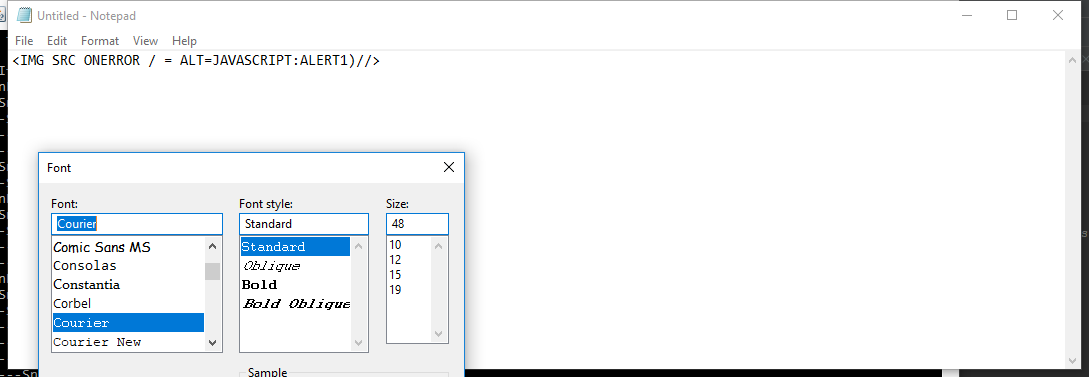 Untitled - Notepad
File Edit Format View Help
<IMG SRC ONERROR / = ALT=JAVASCRIPT:ALERT1)//>
Font
Font: Font style: Size:
Courier Standard 48
Comic Sans MS Standard 10
Consolas Oblique 12
Constantia Bold 15
Corbel Bold Oblique 19
Courier
Courier New
Sample